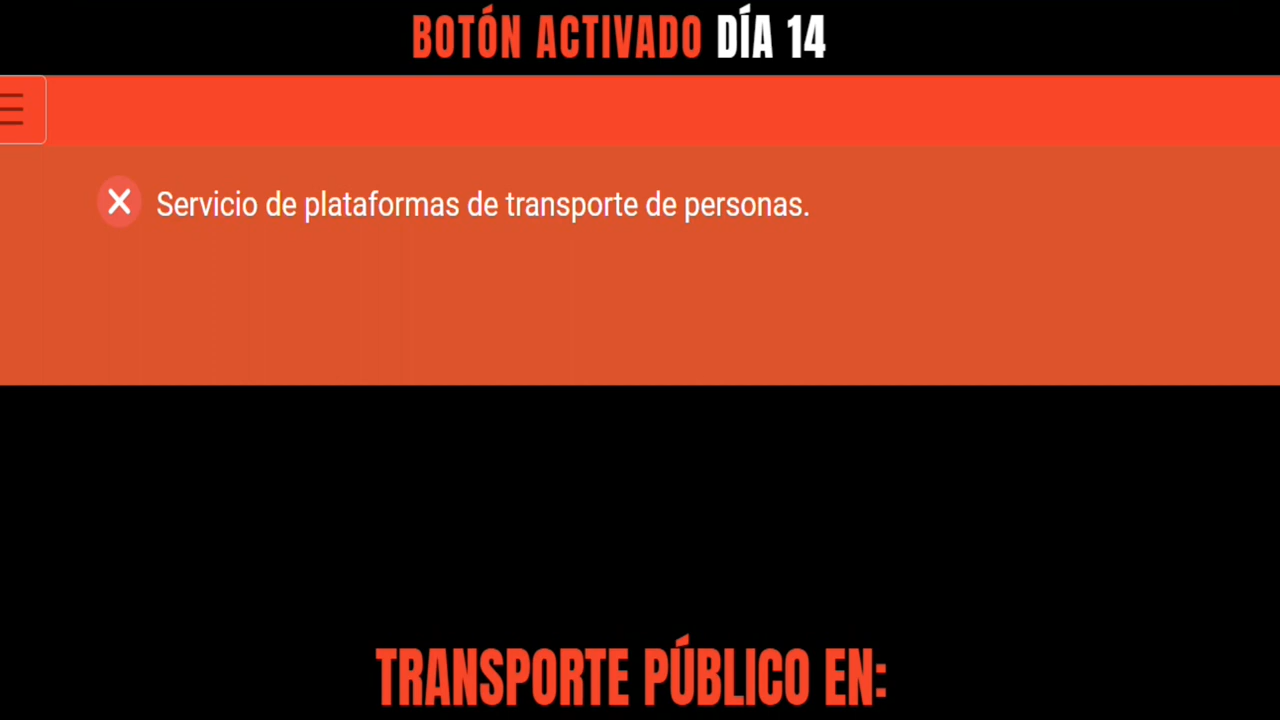 BOTÓN ACTIVADO DÍA 14
Servicio de plataformas de transporte de personas.
TRANSPORTE PÚBLICO EN: